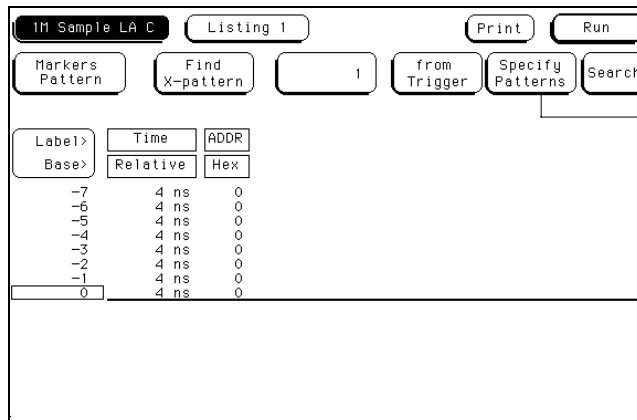 1M Sample LA C Listing 1 Print Run
Markers Pattern Find X-pattern 1 from Trigger Specify Patterns Search
Label> Time ADDR
Base> Relative Hex
-7 4 ns 0
-6 4 ns 0
-5 4 ns 0
-4 4 ns 0
-3 4 ns 0
-2 4 ns 0
-1 4 ns 0
0 4 ns 0